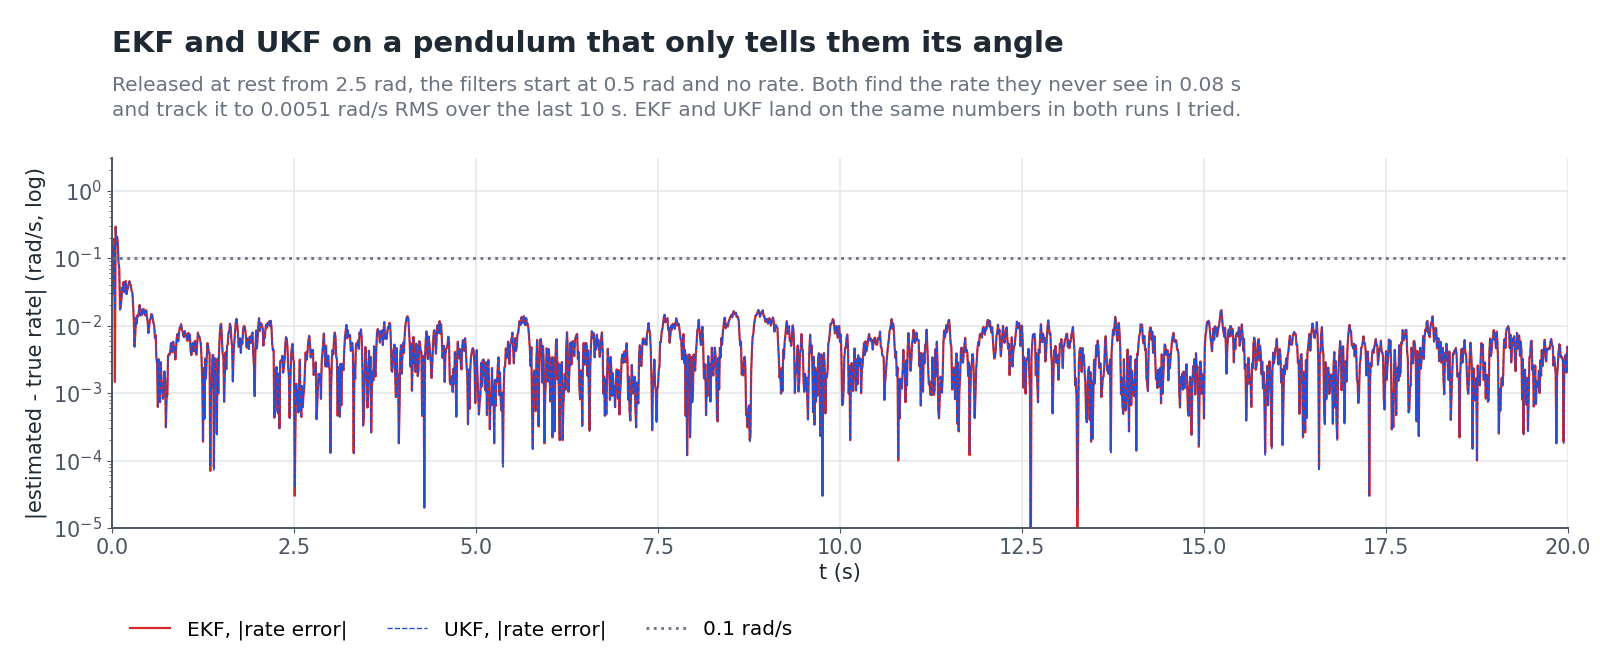 EKF and UKF on a pendulum that only tells them its angle
Released at rest from 2.5 rad, the filters start at 0.5 rad and no rate. Both find the rate they never see in 0.08 s
and track it to 0.0051 rad/s RMS over the last 10 s. EKF and UKF land on the same numbers in both runs I tried.
|estimated - true rate| (rad/s, log)
10⁰
10⁻¹
10⁻²
10⁻³
10⁻⁴
10⁻⁵
0.0 2.5 5.0 7.5 10.0 12.5 15.0 17.5 20.0
t (s)
EKF, |rate error| UKF, |rate error| 0.1 rad/s